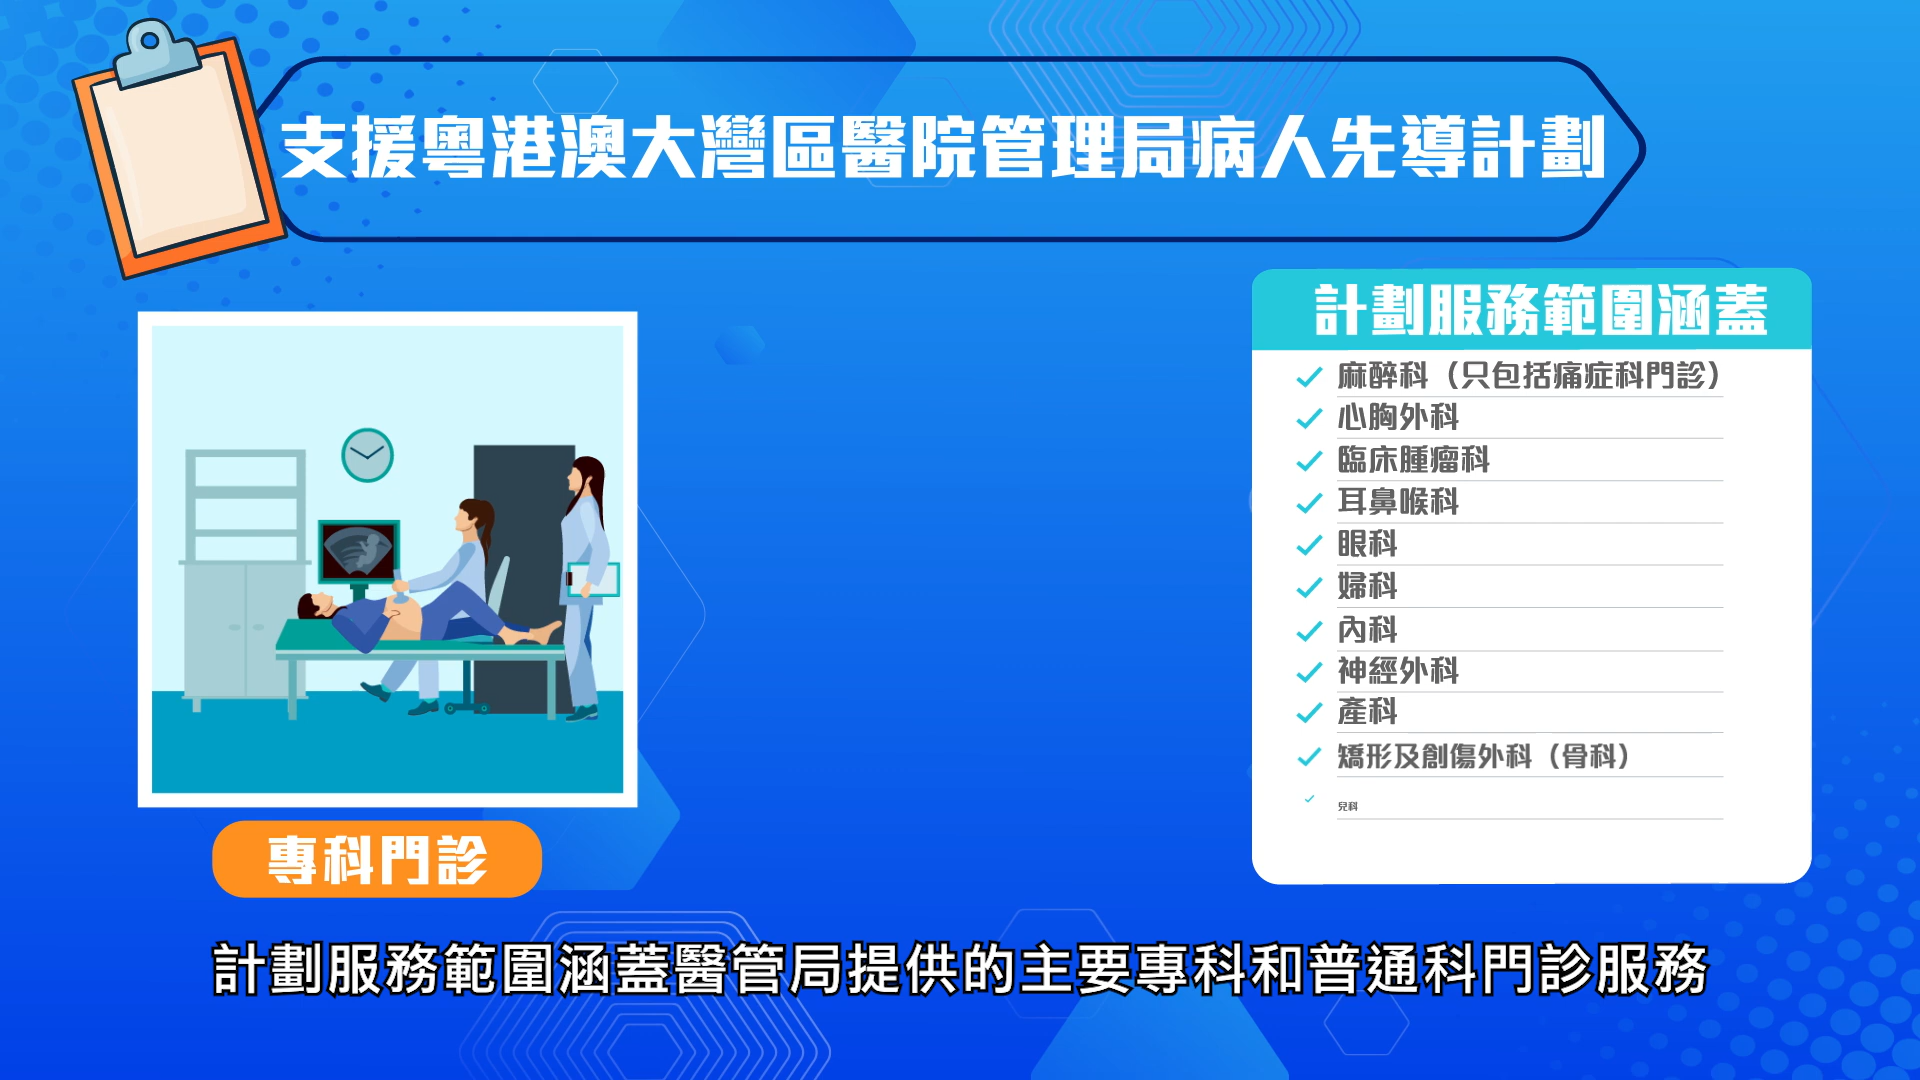 支援粵港澳大灣區醫院管理局病人先導計劃
計劃服務範圍涵蓋
麻醉科（只包括痛症科門診）
心胸外科
臨床腫瘤科
耳鼻喉科
眼科
婦科
內科
神經外科
產科
矯形及創傷外科（骨科）
兒科
專科門診
計劃服務範圍涵蓋醫管局提供的主要專科和普通科門診服務